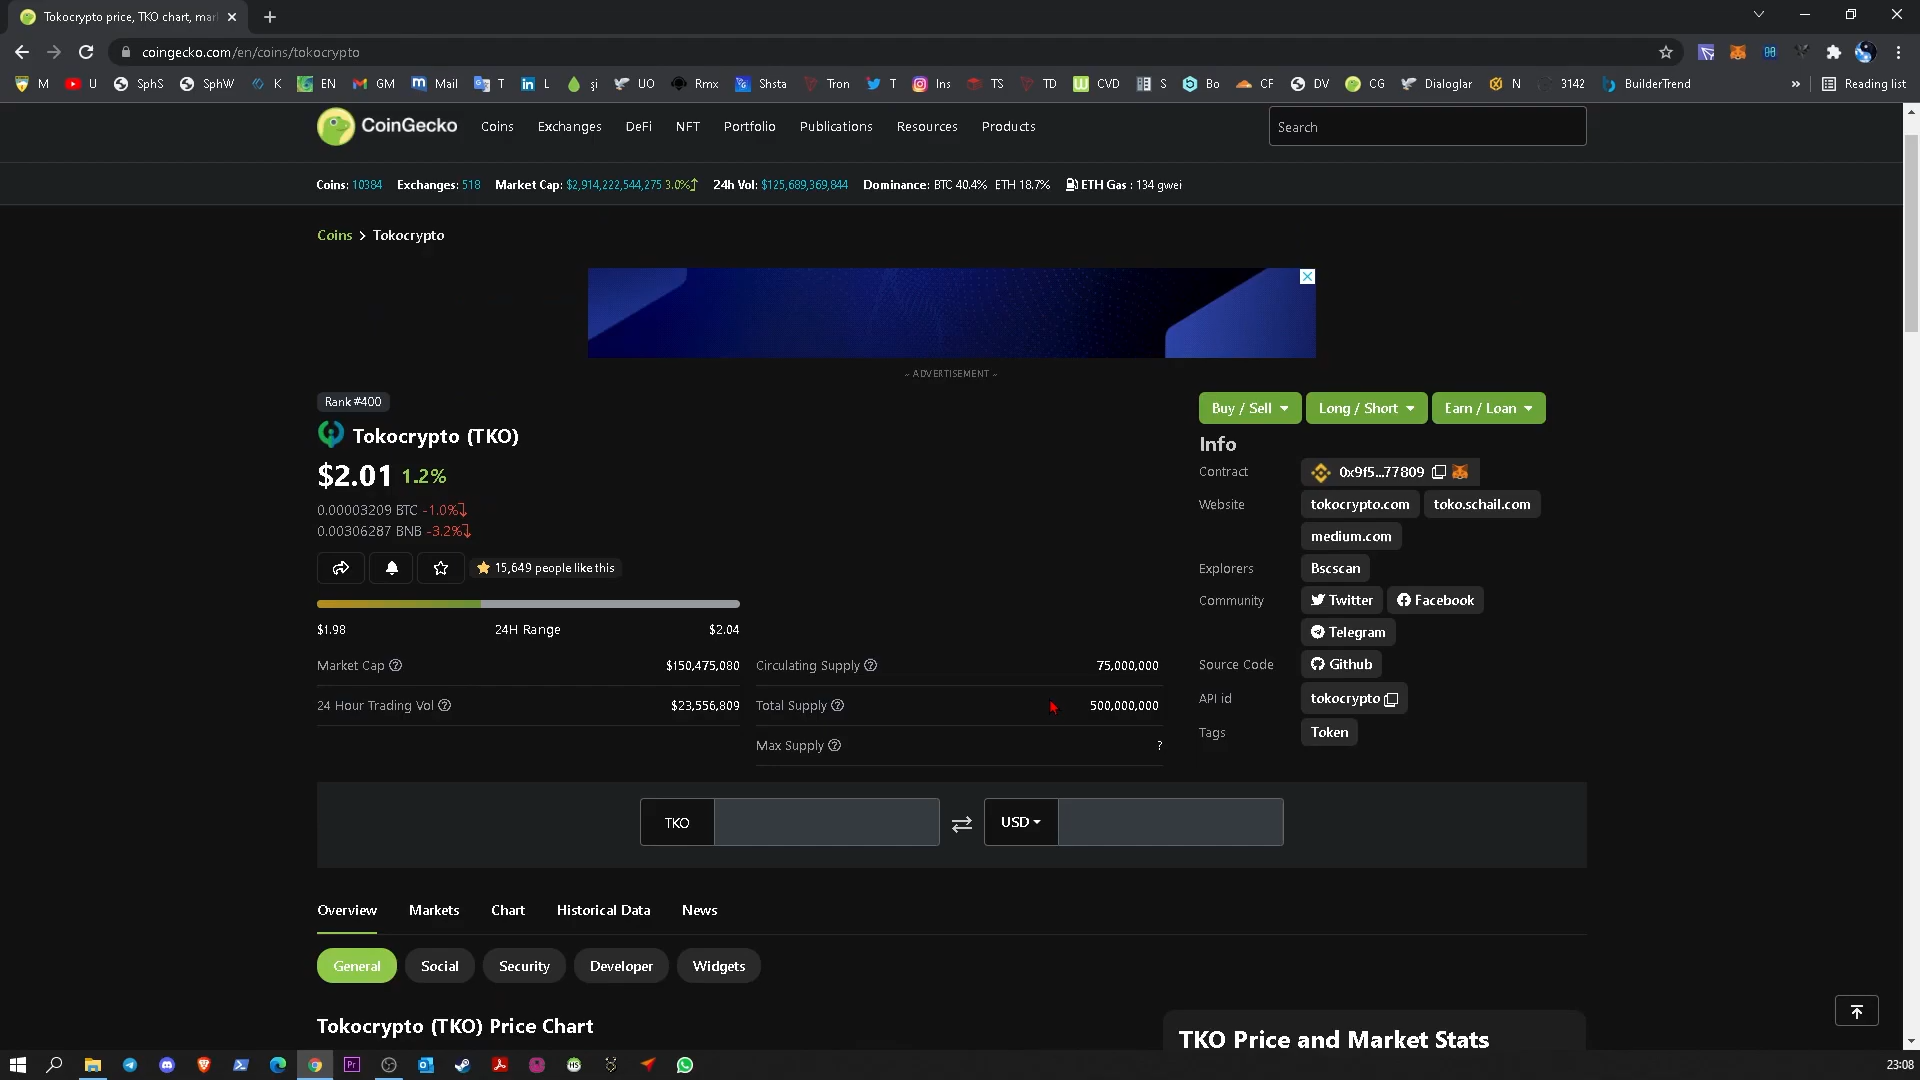 Tokocrypto price, TKO chart, mar
coingecko.com/en/coins/tokocrypto
M U SphS SphW K EN GM Mail T L şi UO Rmx Shsta Tron T Ins TS TD CVD S Bo CF DV CG Dialoglar N 3142 BuilderTrend » Reading list
CoinGecko Coins Exchanges DeFi NFT Portfolio Publications Resources Products Search
Coins: 10384 Exchanges: 518 Market Cap: $2,914,222,544,275 3.0% 24h Vol: $125,689,369,844 Dominance: BTC 40.4% ETH 18.7% ETH Gas : 134 gwei
Coins > Tokocrypto
~ ADVERTISEMENT ~
Rank #400
Tokocrypto (TKO)
$2.01 1.2%
0.00003209 BTC -1.0%
0.00306287 BNB -3.2%
15,649 people like this
$1.98 24H Range $2.04
Market Cap $150,475,080
24 Hour Trading Vol $23,556,809
Circulating Supply 75,000,000
Total Supply 500,000,000
Max Supply ?
Buy / Sell Long / Short Earn / Loan
Info
Contract 0x9f5...77809
Website tokocrypto.com toko.schail.com
medium.com
Explorers Bscscan
Community Twitter Facebook
Telegram
Source Code Github
API id tokocrypto
Tags Token
TKO USD
Overview Markets Chart Historical Data News
General Social Security Developer Widgets
Tokocrypto (TKO) Price Chart
TKO Price and Market Stats
Pr HS
23:08